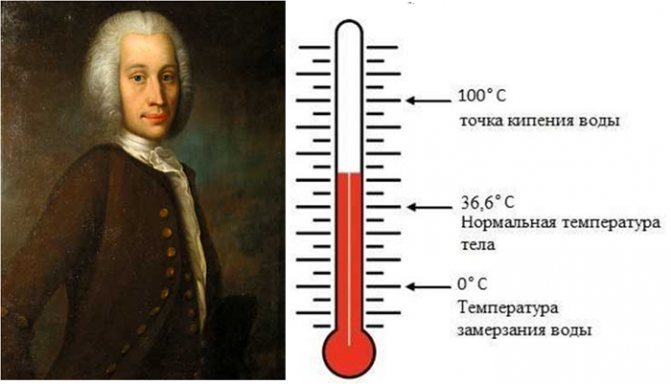 100° C
точка кипения воды
36,6° C
Нормальная температура
тела
0° C
Температура
замерзания воды